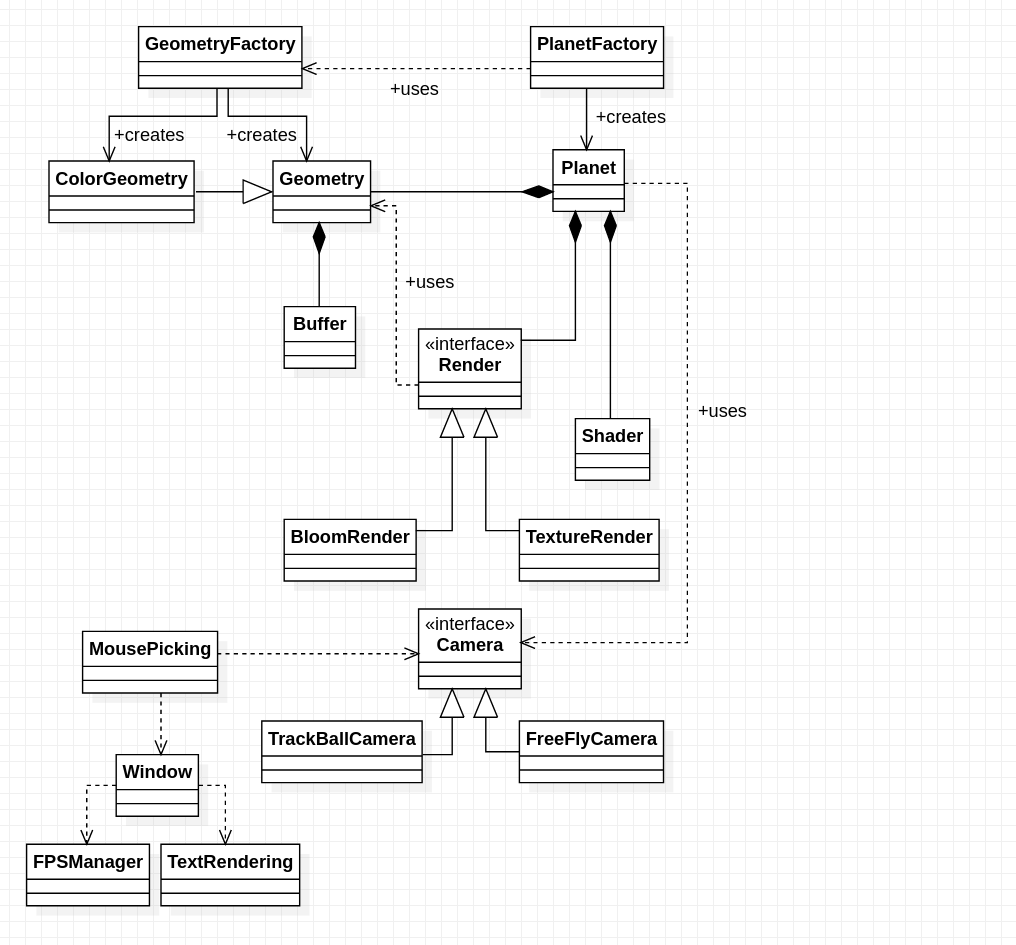 GeometryFactory
PlanetFactory
+uses
+creates
+creates
+creates
ColorGeometry
Geometry
Planet
+uses
Buffer
«interface»
Render
+uses
Shader
BloomRender
TextureRender
«interface»
Camera
MousePicking
TrackBallCamera
FreeFlyCamera
Window
FPSManager
TextRendering